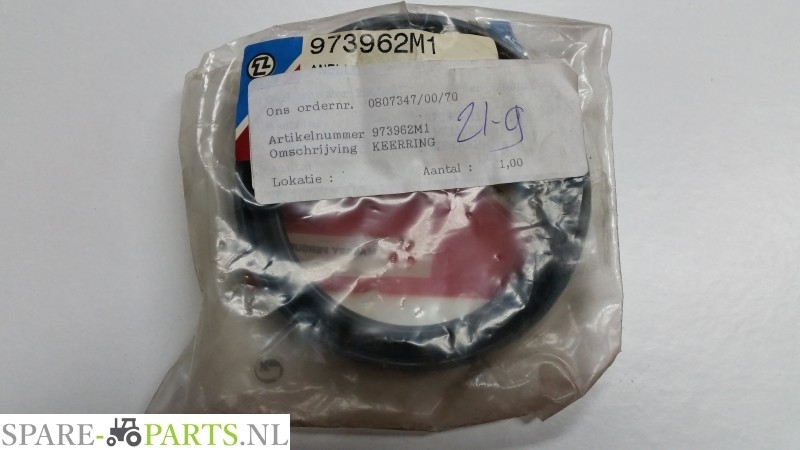 973962M1
Ons ordernr. 0807347/00/70
21-9
Artikelnummer 973962M1
Omschrijving KEERRING
Lokatie : Aantal : 1,00
SPARE-PARTS.NL